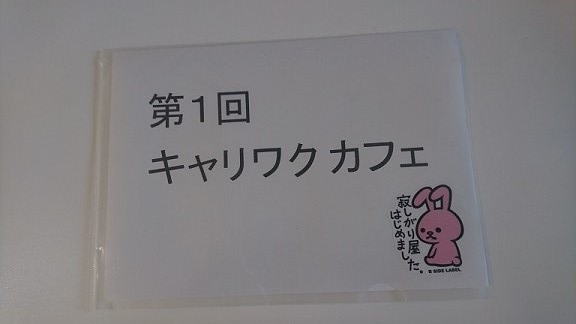 第1回
キャリワク カフェ
寂しがり屋
はじめました。
B-SIDE LABEL